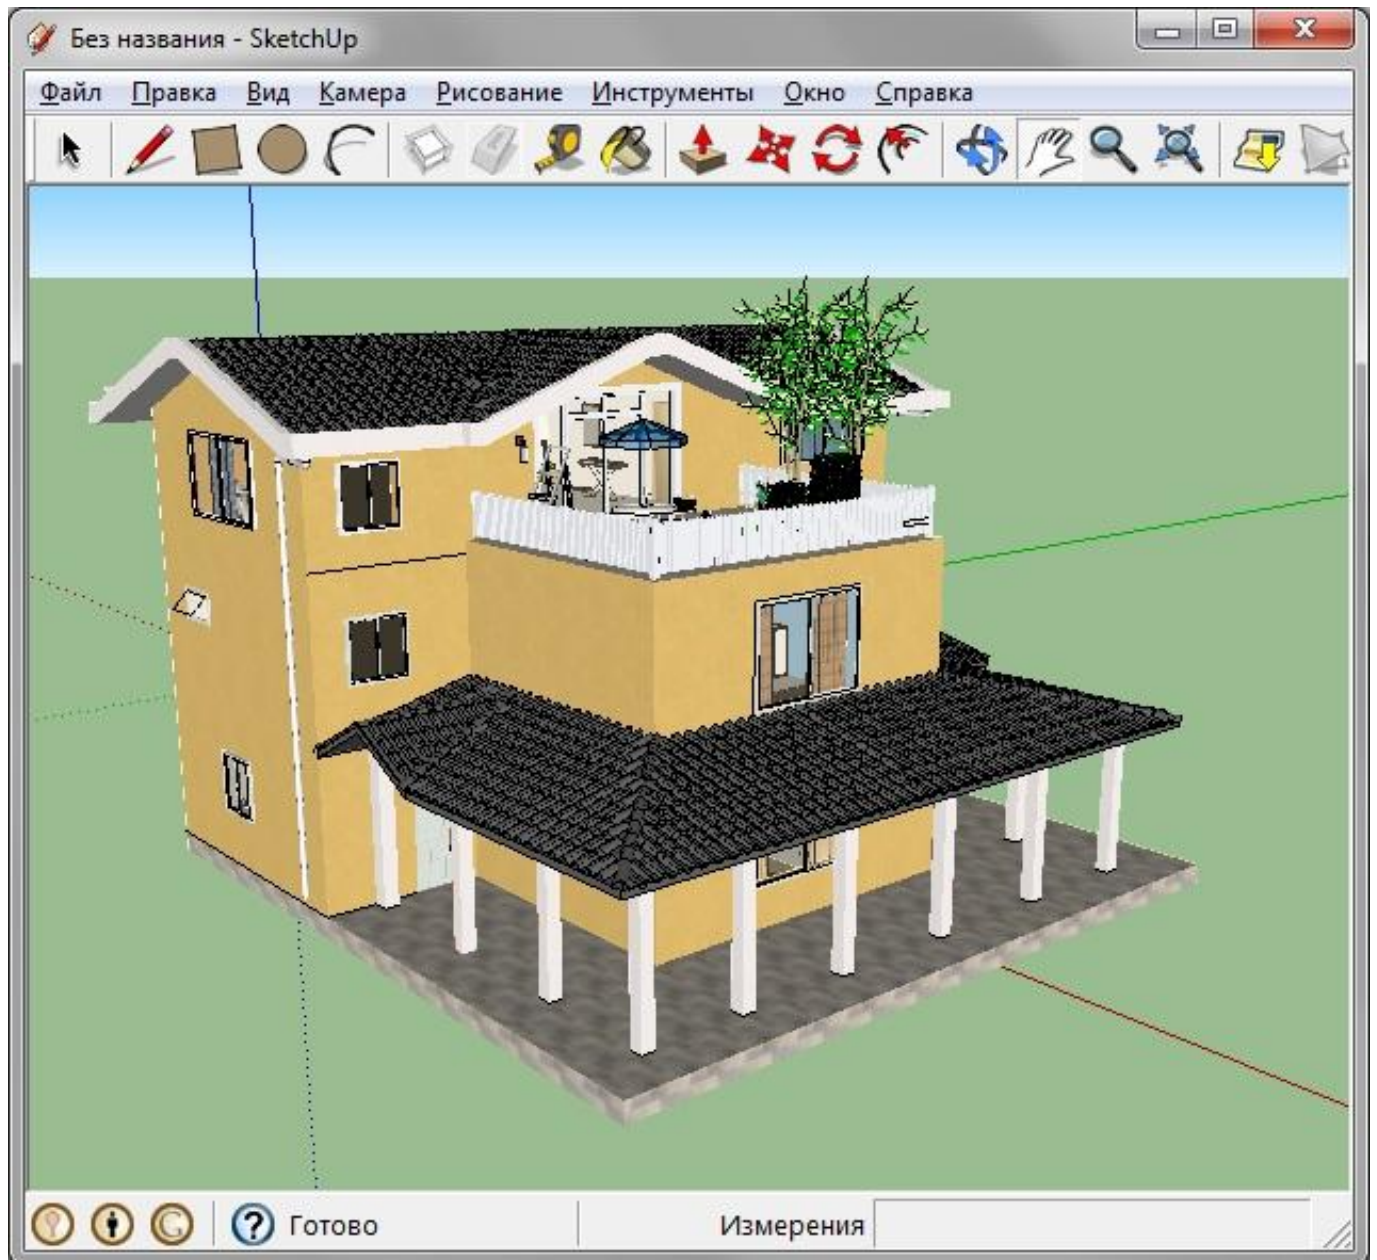 Без названия - SketchUp
Файл Правка Вид Камера Рисование Инструменты Окно Справка
Готово Измерения